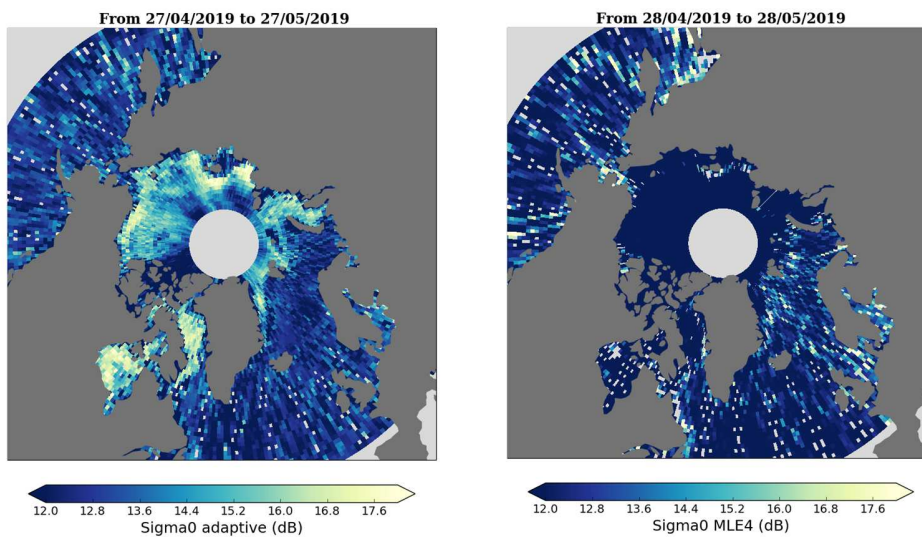 From 27/04/2019 to 27/05/2019
From 28/04/2019 to 28/05/2019
12.0 12.8 13.6 14.4 15.2 16.0 16.8 17.6
Sigma0 adaptive (dB)
12.0 12.8 13.6 14.4 15.2 16.0 16.8 17.6
Sigma0 MLE4 (dB)